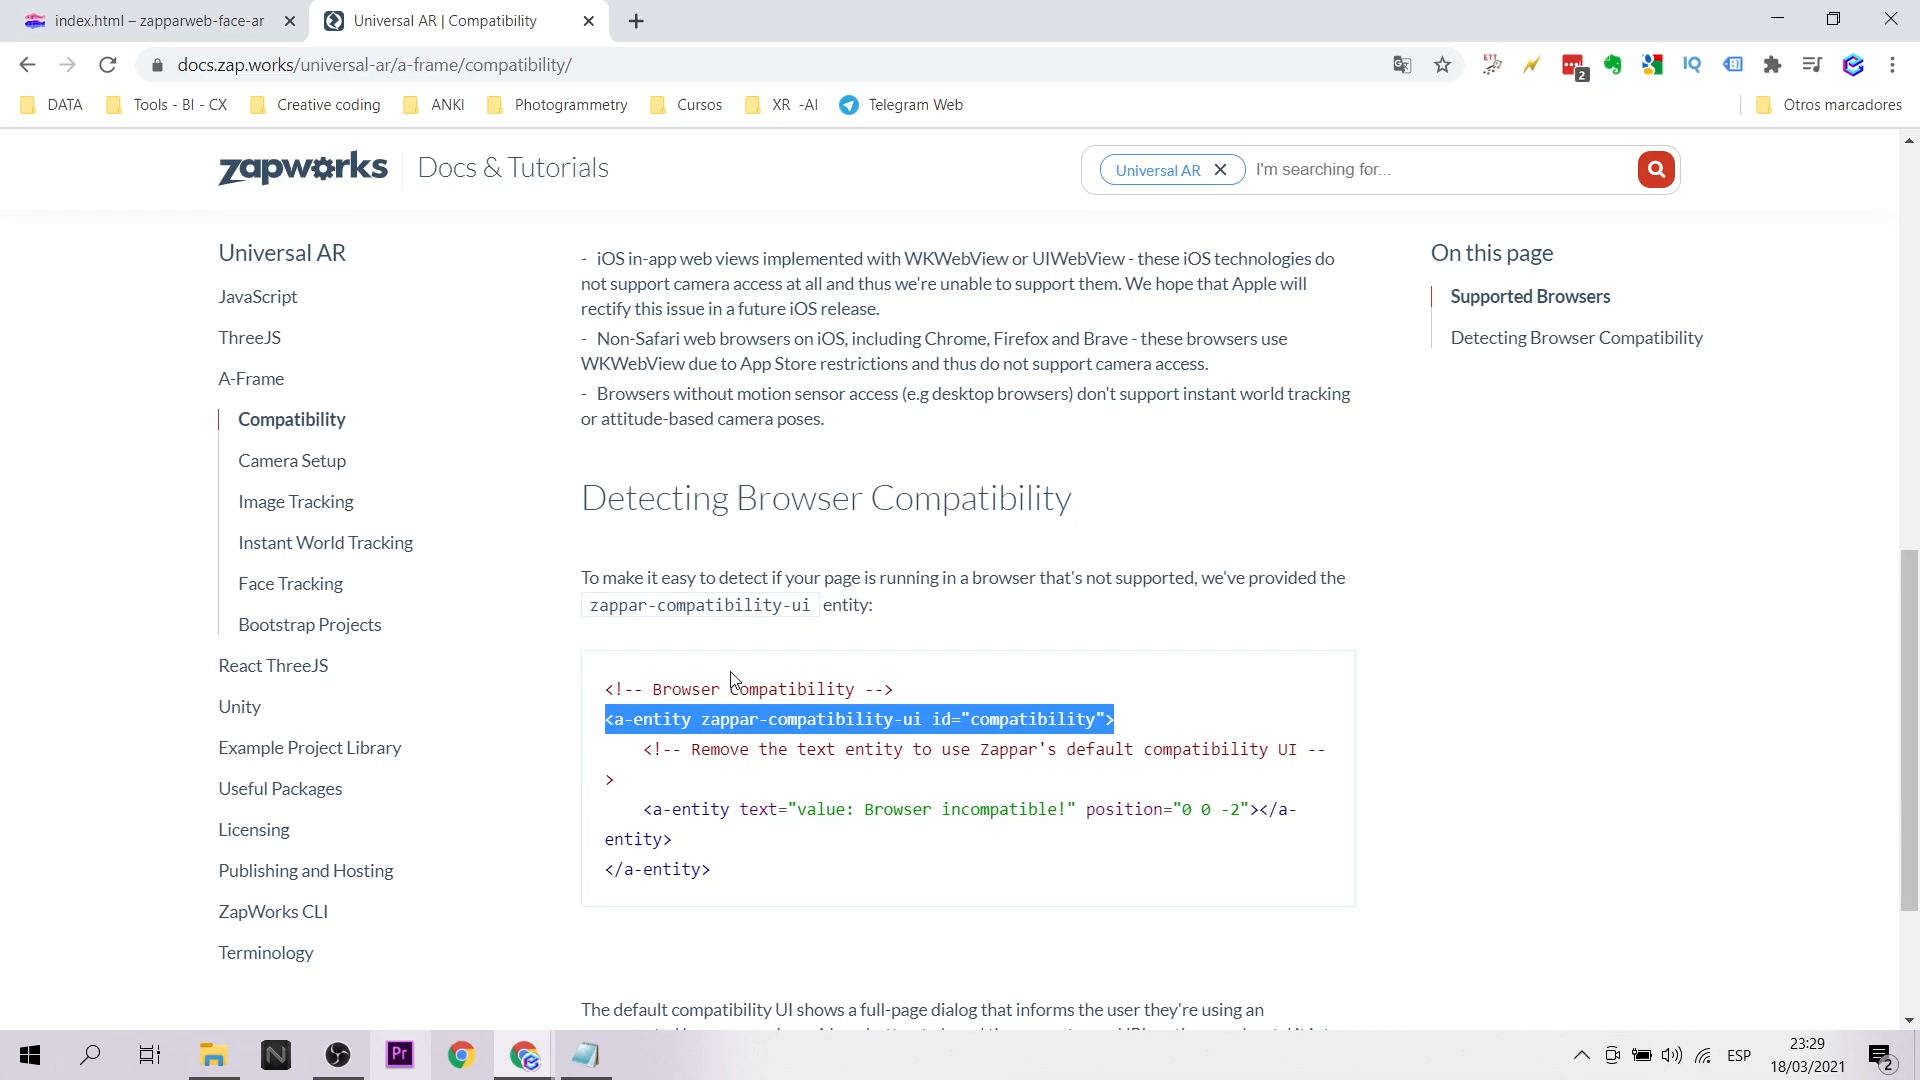 index.html – zapparweb-face-ar
Universal AR | Compatibility
docs.zap.works/universal-ar/a-frame/compatibility/
ETT
2
IQ
DATA
Tools - BI - CX
Creative coding
ANKI
Photogrammetry
Cursos
XR -AI
Telegram Web
Otros marcadores
zapworks
Docs & Tutorials
Universal AR
I'm searching for...
Universal AR
JavaScript
ThreeJS
A-Frame
Compatibility
Camera Setup
Image Tracking
Instant World Tracking
Face Tracking
Bootstrap Projects
React ThreeJS
Unity
Example Project Library
Useful Packages
Licensing
Publishing and Hosting
ZapWorks CLI
Terminology
- iOS in-app web views implemented with WKWebView or UIWebView - these iOS technologies do
not support camera access at all and thus we're unable to support them. We hope that Apple will
rectify this issue in a future iOS release.
- Non-Safari web browsers on iOS, including Chrome, Firefox and Brave - these browsers use
WKWebView due to App Store restrictions and thus do not support camera access.
- Browsers without motion sensor access (e.g desktop browsers) don't support instant world tracking
or attitude-based camera poses.
Detecting Browser Compatibility
To make it easy to detect if your page is running in a browser that's not supported, we've provided the
zappar-compatibility-ui entity:
<!-- Browser compatibility -->
<a-entity zappar-compatibility-ui id="compatibility">
<!-- Remove the text entity to use Zappar's default compatibility UI --
>
<a-entity text="value: Browser incompatible!" position="0 0 -2"></a-
entity>
</a-entity>
The default compatibility UI shows a full-page dialog that informs the user they're using an
On this page
Supported Browsers
Detecting Browser Compatibility
N
Pr
ESP
23:29
18/03/2021
2